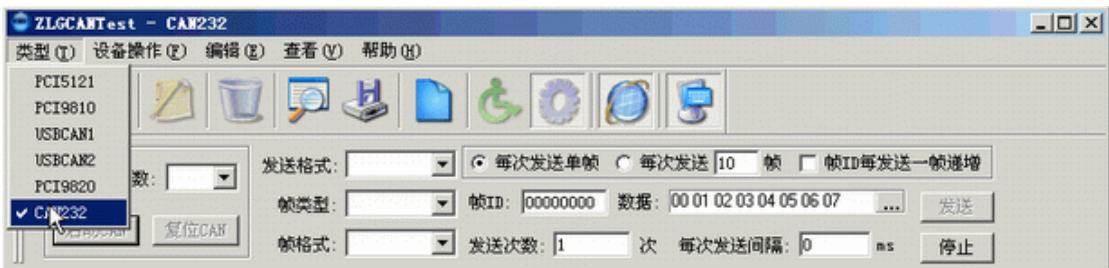 ZLGCANTest - CAN232
类型(T) 设备操作(F) 编辑(E) 查看(V) 帮助(H)
PCI5121
PCI9810
USBCAN1
USBCAN2
PCI9820
CAN232
数:
复位CAN
发送格式:
每次发送单帧 每次发送 10 帧 帧ID每发送一帧递增
帧类型:
帧ID: 00000000 数据: 00 01 02 03 04 05 06 07 ... 发送
帧格式:
发送次数: 1 次 每次发送间隔: 0 ms 停止